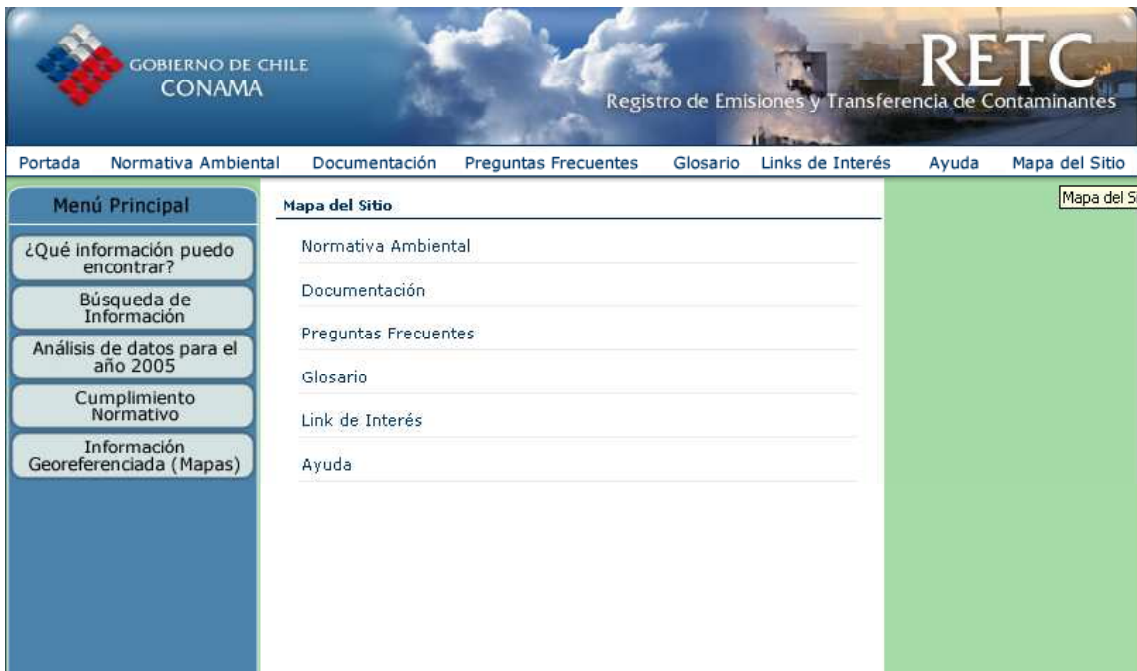 GOBIERNO DE CHILE
CONAMA
RETC
Registro de Emisiones y Transferencia de Contaminantes
Portada Normativa Ambiental Documentación Preguntas Frecuentes Glosario Links de Interés Ayuda Mapa del Sitio
Mapa del Si
Menú Principal
¿Qué información puedo
encontrar?
Búsqueda de
Información
Análisis de datos para el
año 2005
Cumplimiento
Normativo
Información
Georeferenciada (Mapas)
Mapa del Sitio
Normativa Ambiental
Documentación
Preguntas Frecuentes
Glosario
Link de Interés
Ayuda